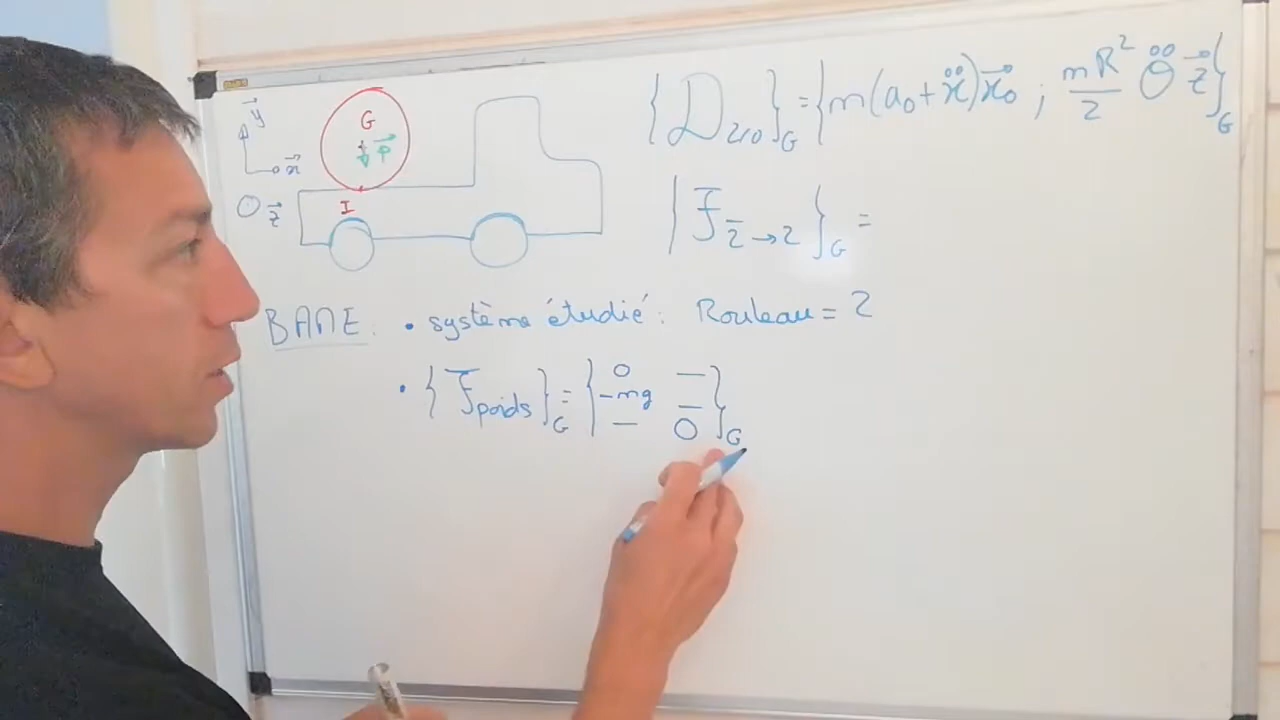 {D2/0}G = {m(a0+ẍ)x⃗0 ; mR²/2 θ̈ z⃗}G
{F2̄→2}G =
y⃗
x⃗
z⃗
G
P⃗
I
BAME : • système étudié : Rouleau = 2
• {Fpoids}G = {0 — -mg — — 0}G